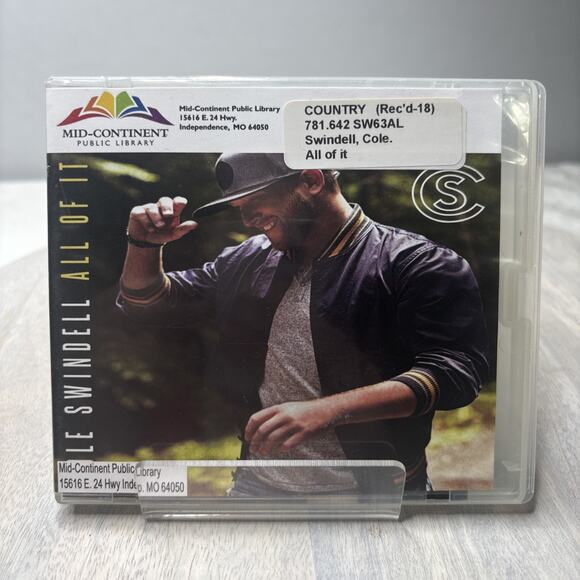 MID-CONTINENT
PUBLIC LIBRARY
Mid-Continent Public Library
15616 E. 24 Hwy.
Independence, MO 64050
COUNTRY (Rec'd-18)
781.642 SW63AL
Swindell, Cole.
All of it
CS
LE SWINDELL ALL OF IT
Mid-Continent Public Library
15616 E. 24 Hwy Indep. MO 64050